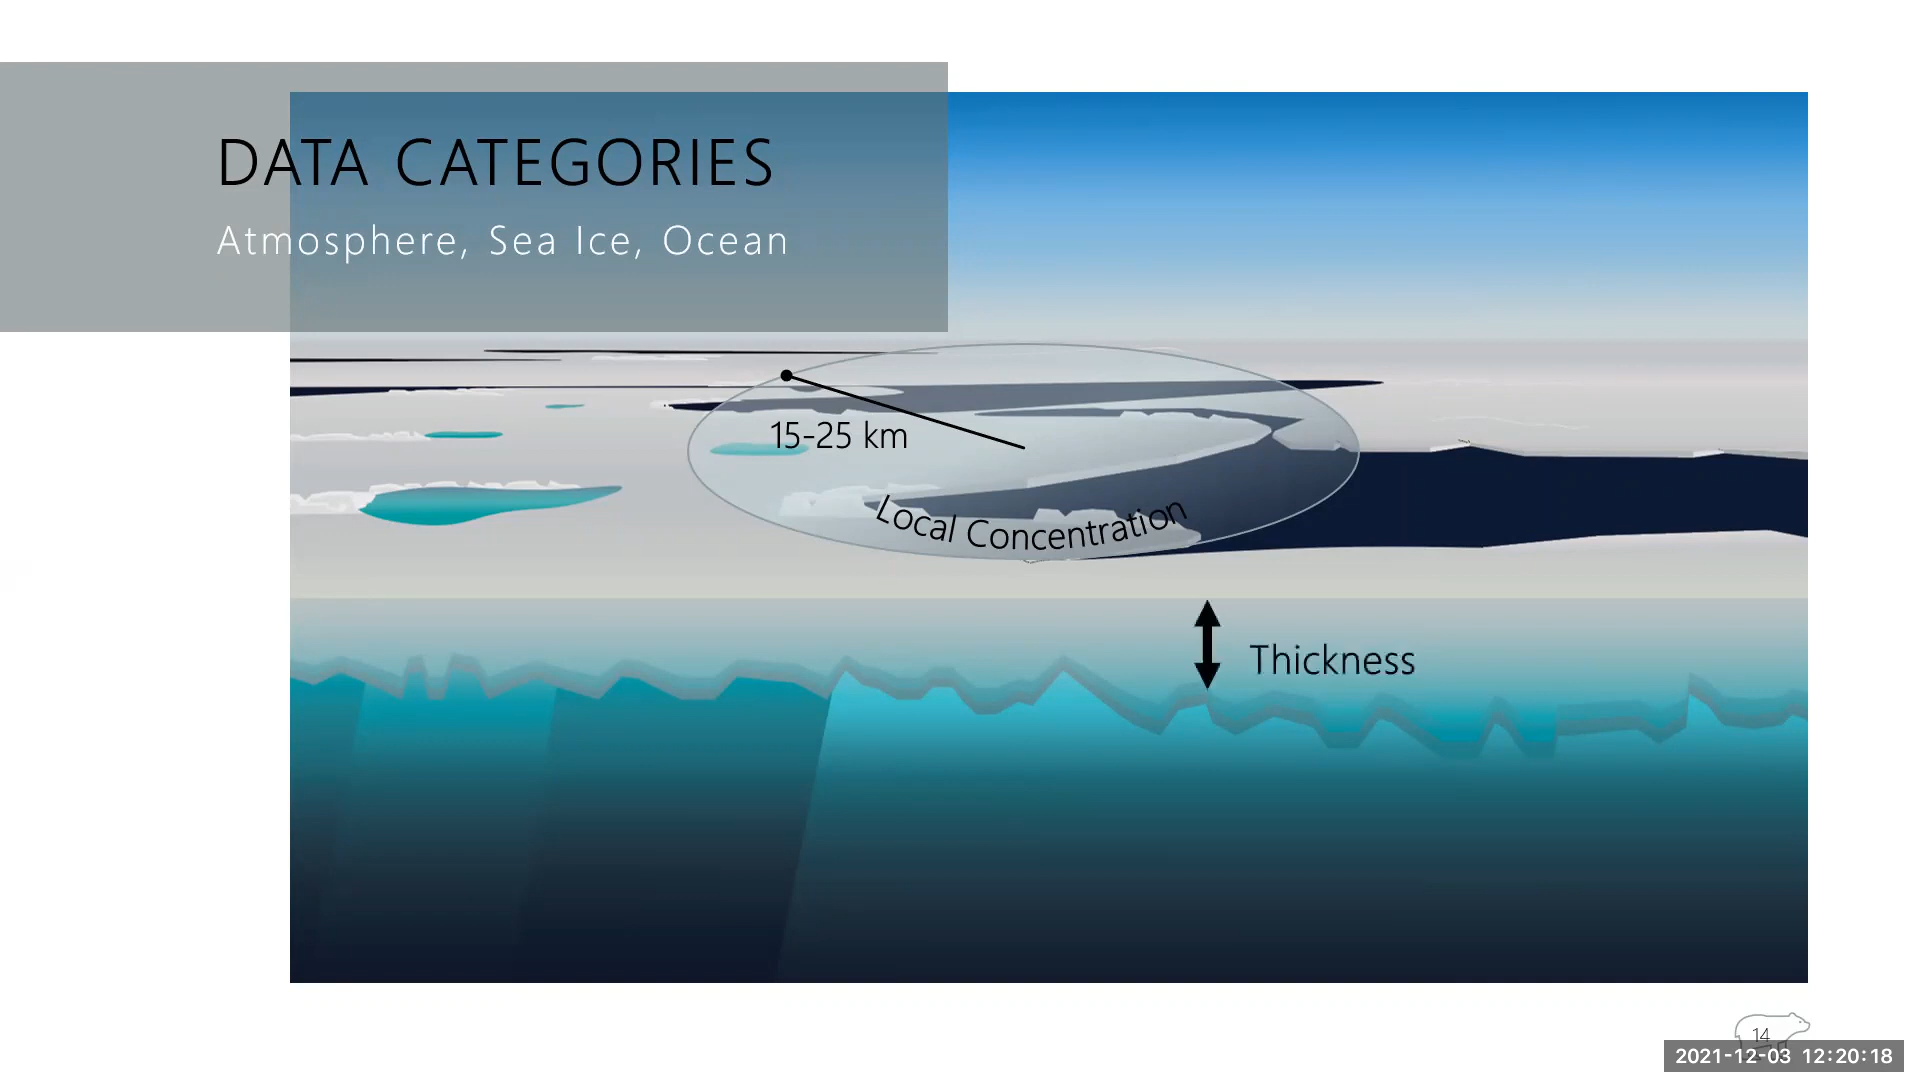 DATA CATEGORIES
Atmosphere, Sea Ice, Ocean
15-25 km
Local Concentration
Thickness
14
2021-12-03 12:20:18